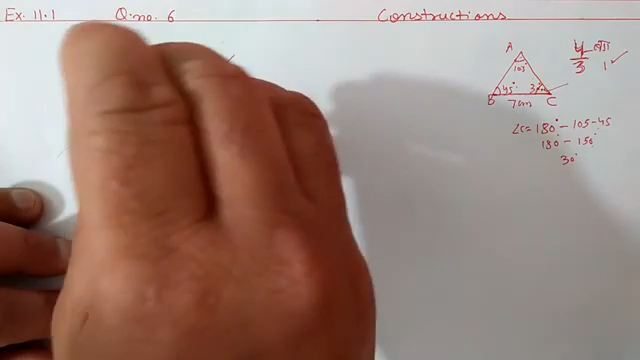 Ex. 11.1 Q.no. 6 Constructions
A
105°
45° 30°
B C
7cm
4
3
1
∠C = 180° - 105 - 45
180 - 150°
30°